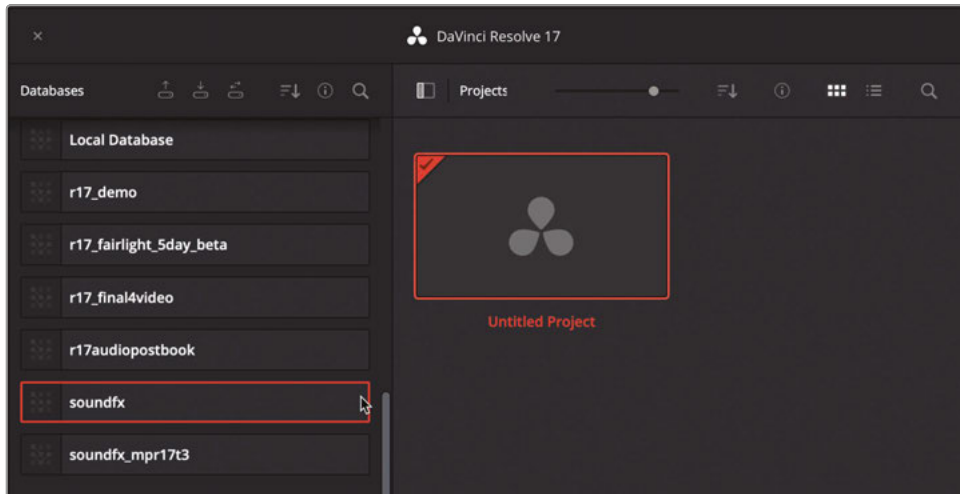 DaVinci Resolve 17
Databases
Projects
Local Database
r17_demo
r17_fairlight_5day_beta
r17_final4video
r17audiopostbook
soundfx
soundfx_mpr17t3
Untitled Project